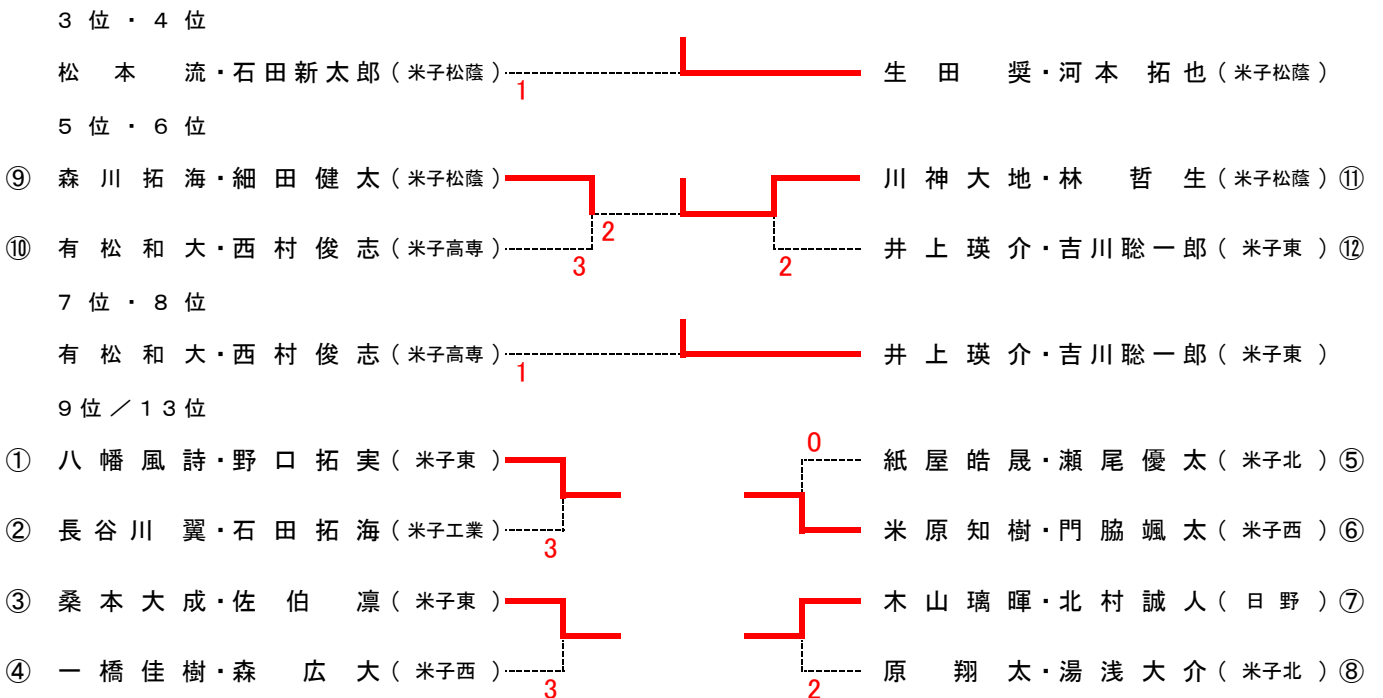 3位・4位
松本 流・石田新太郎（米子松蔭） 生田 奨・河本 拓也（米子松蔭）
1
5位・6位
⑨ 森川拓海・細田健太（米子松蔭） 川神大地・林 哲生（米子松蔭）⑪
2
⑩ 有松和大・西村俊志（米子高専） 井上瑛介・吉川聡一郎（米子東）⑫
3 2
7位・8位
有松和大・西村俊志（米子高専） 井上瑛介・吉川聡一郎（米子東）
1
9位／13位
0
① 八幡風詩・野口拓実（米子東） 紙屋皓晟・瀬尾優太（米子北）⑤
② 長谷川 翼・石田拓海（米子工業） 米原知樹・門脇颯太（米子西）⑥
3
③ 桑本大成・佐伯 凛（米子東） 木山璃暉・北村誠人（日野）⑦
④ 一橋佳樹・森 広大（米子西） 原 翔太・湯浅大介（米子北）⑧
3 2